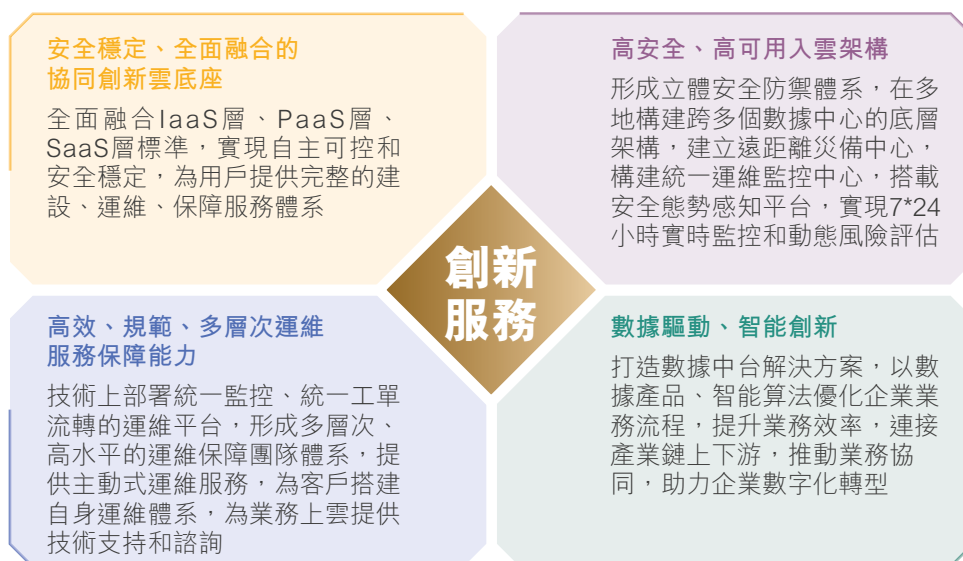 安全穩定、全面融合的
協同創新雲底座
全面融合IaaS層、PaaS層、
SaaS層標準，實現自主可控和
安全穩定，為用戶提供完整的建
設、運維、保障服務體系
高安全、高可用入雲架構
形成立體安全防禦體系，在多
地構建跨多個數據中心的底層
架構，建立遠距離災備中心，
構建統一運維監控中心，搭載
安全態勢感知平台，實現7*24
小時實時監控和動態風險評估
創新
服務
高效、規範、多層次運維
服務保障能力
技術上部署統一監控、統一工單
流轉的運維平台，形成多層次、
高水平的運維保障團隊體系，提
供主動式運維服務，為客戶搭建
自身運維體系，為業務上雲提供
技術支持和諮詢
數據驅動、智能創新
打造數據中台解決方案，以數
據產品、智能算法優化企業業
務流程，提升業務效率，連接
產業鏈上下游，推動業務協
同，助力企業數字化轉型